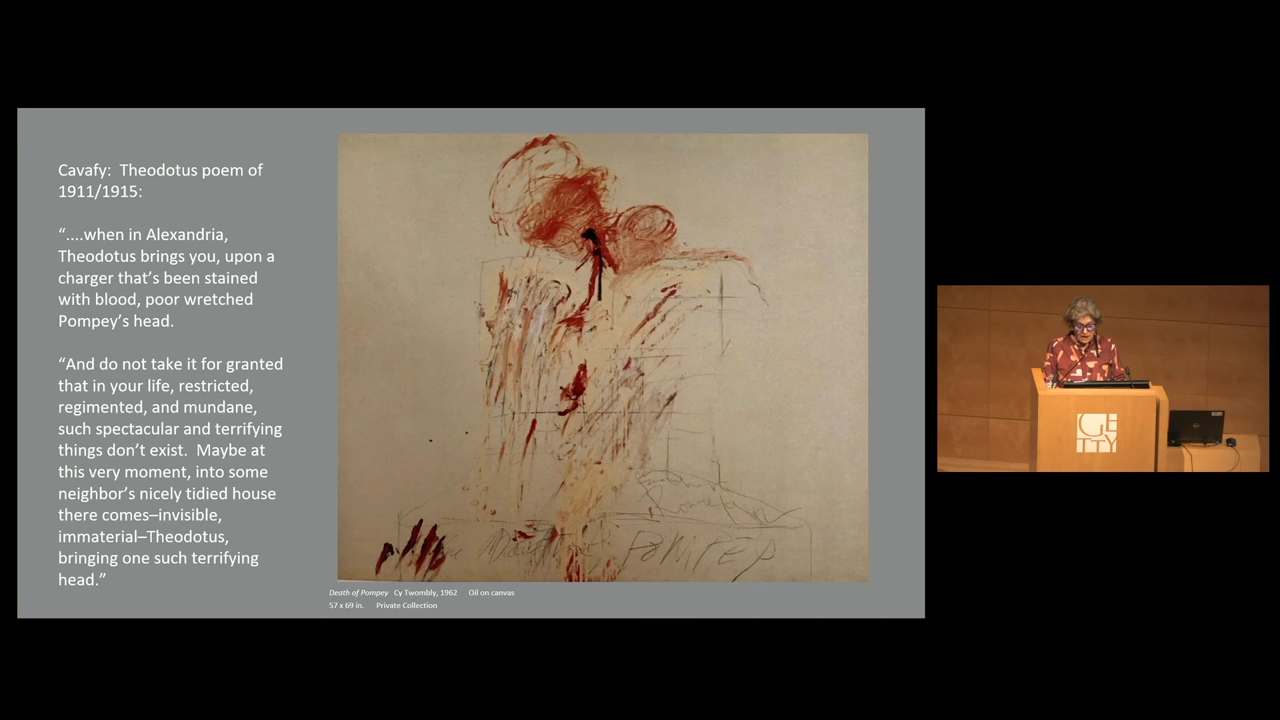 Cavafy:  Theodotus poem of
1911/1915:
“....when in Alexandria,
Theodotus brings you, upon a
charger that’s been stained
with blood, poor wretched
Pompey’s head.
“And do not take it for granted
that in your life, restricted,
regimented, and mundane,
such spectacular and terrifying
things don’t exist.  Maybe at
this very moment, into some
neighbor’s nicely tidied house
there comes–invisible,
immaterial–Theodotus,
bringing one such terrifying
head.”
POMPEY
Death of Pompey   Cy Twombly, 1962   Oil on canvas
57 x 69 in.   Private Collection
GE
TTY